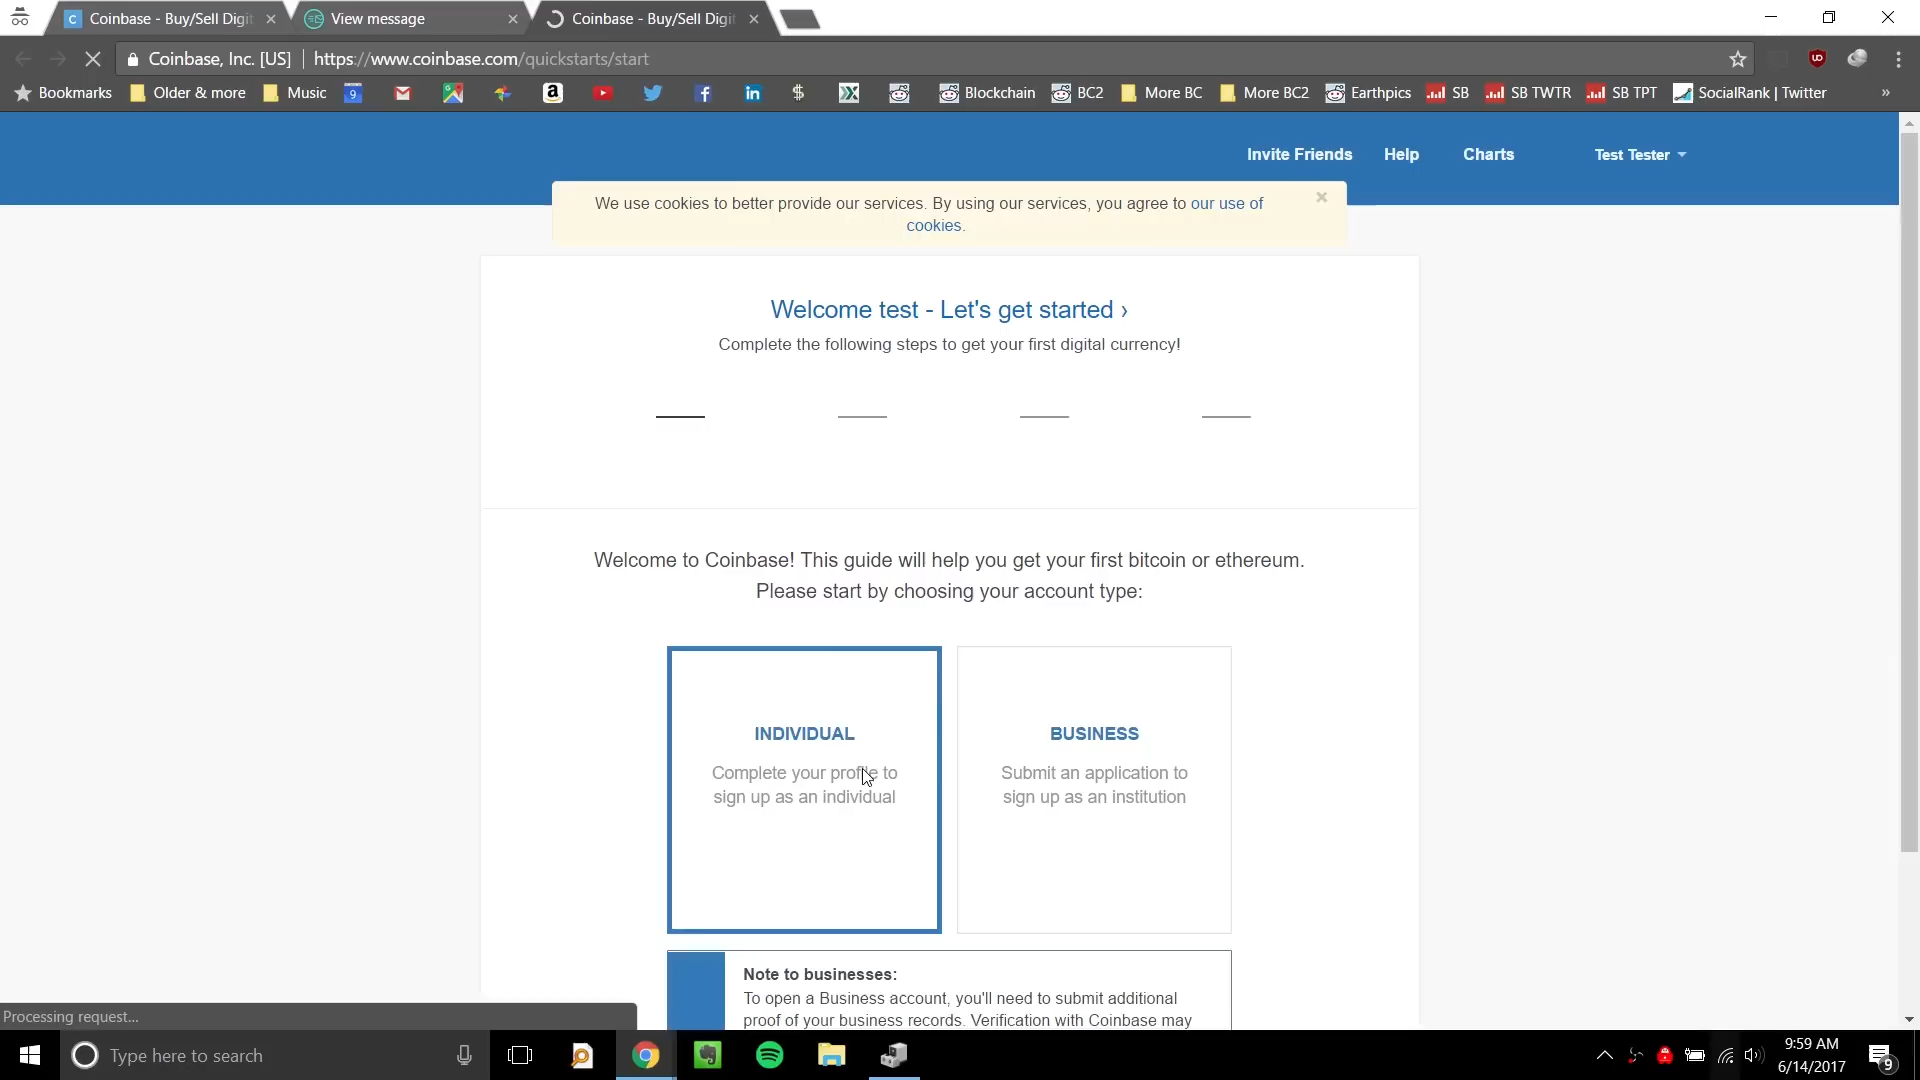 Coinbase - Buy/Sell Digit
View message
Coinbase - Buy/Sell Digit
Coinbase, Inc. [US]
https://www.coinbase.com/quickstarts/start
Bookmarks
Older & more
Music
9
Blockchain
BC2
More BC
More BC2
Earthpics
SB
SB TWTR
SB TPT
SocialRank | Twitter
»
Invite Friends
Help
Charts
Test Tester
We use cookies to better provide our services. By using our services, you agree to our use of
cookies.
×
Welcome test - Let's get started ›
Complete the following steps to get your first digital currency!
Welcome to Coinbase! This guide will help you get your first bitcoin or ethereum.
Please start by choosing your account type:
INDIVIDUAL
Complete your profile to
sign up as an individual
BUSINESS
Submit an application to
sign up as an institution
Note to businesses:
To open a Business account, you'll need to submit additional
proof of your business records. Verification with Coinbase may
Processing request...
Type here to search
9:59 AM
6/14/2017
9